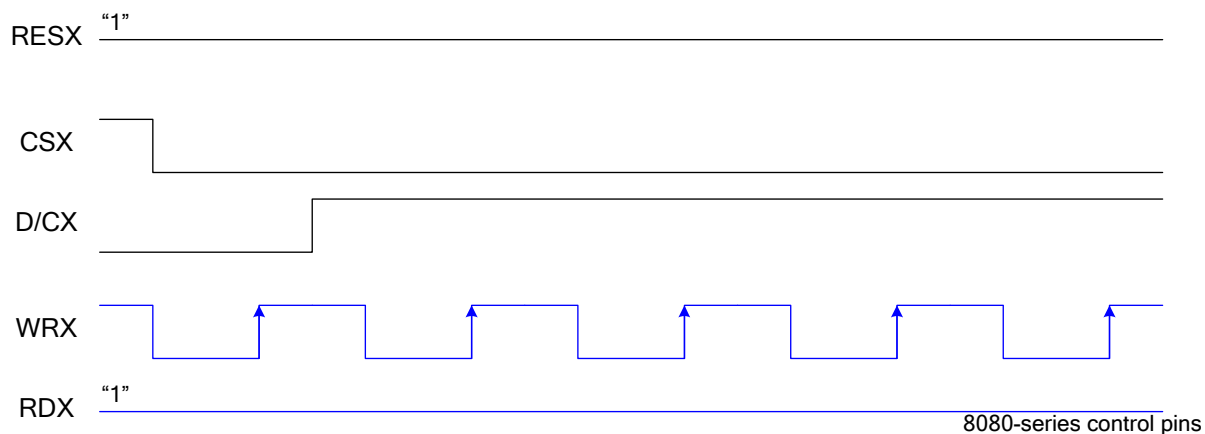 “1”
RESX
CSX
D/CX
WRX
“1”
RDX
8080-series control pins